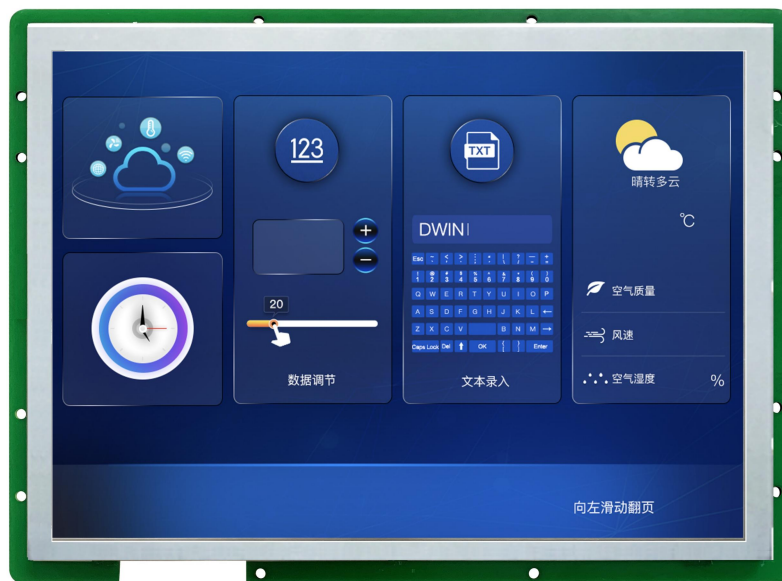 123
20
数据调节
TXT
DWIN
Esc
Q W E R T Y U I O P
A S D F G H J K L ←
Z X C V B N M →
Caps Lock Del OK Enter
文本录入
晴转多云
℃
空气质量
风速
空气湿度 %
向左滑动翻页